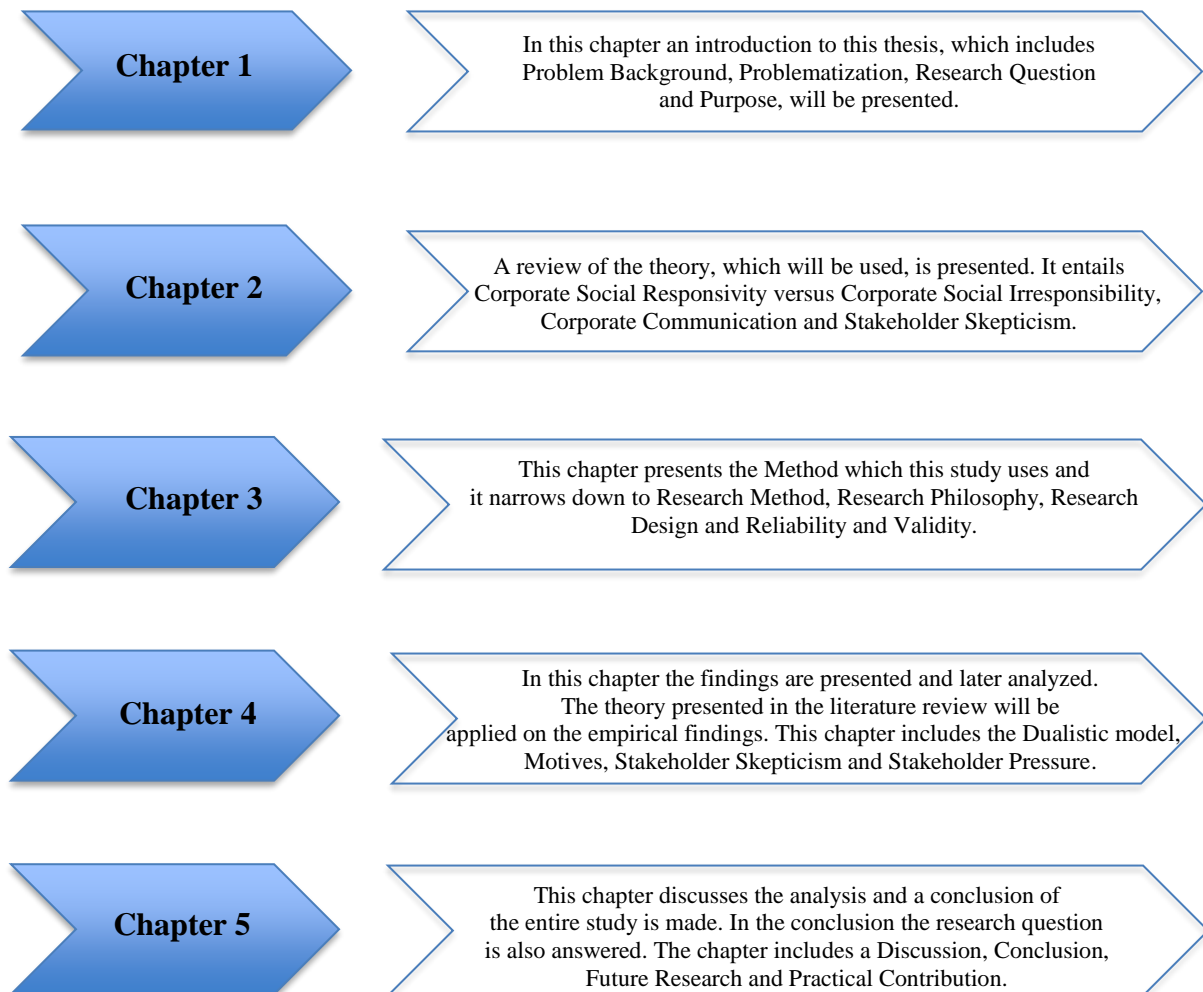 Chapter 1
In this chapter an introduction to this thesis, which includes
Problem Background, Problematization, Research Question
and Purpose, will be presented.
Chapter 2
A review of the theory, which will be used, is presented. It entails
Corporate Social Responsivity versus Corporate Social Irresponsibility,
Corporate Communication and Stakeholder Skepticism.
Chapter 3
This chapter presents the Method which this study uses and
it narrows down to Research Method, Research Philosophy, Research
Design and Reliability and Validity.
Chapter 4
In this chapter the findings are presented and later analyzed.
The theory presented in the literature review will be
applied on the empirical findings. This chapter includes the Dualistic model,
Motives, Stakeholder Skepticism and Stakeholder Pressure.
Chapter 5
This chapter discusses the analysis and a conclusion of
the entire study is made. In the conclusion the research question
is also answered. The chapter includes a Discussion, Conclusion,
Future Research and Practical Contribution.